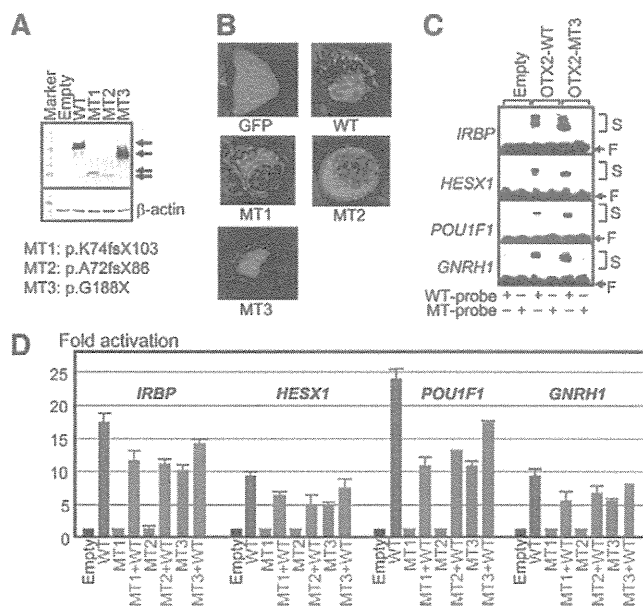 A
Marker
Empty
WT
MT1
MT2
MT3
β-actin
MT1: p.K74fsX103
MT2: p.A72fsX86
MT3: p.G188X
B
GFP
WT
MT1
MT2
MT3
C
Empty
OTX2-WT
OTX2-MT3
IRBP
S
F
HESX1
S
F
POU1F1
S
F
GNRH1
S
F
WT-probe + - + - + -
MT-probe - + - + - +
D
Fold activation
25
20
15
10
5
0
IRBP
HESX1
POU1F1
GNRH1
Empty
WT
MT1
MT1+WT
MT2
MT2+WT
MT3
MT3+WT
Empty
WT
MT1
MT1+WT
MT2
MT2+WT
MT3
MT3+WT
Empty
WT
MT1
MT1+WT
MT2
MT2+WT
MT3
MT3+WT
Empty
WT
MT1
MT1+WT
MT2
MT2+WT
MT3
MT3+WT